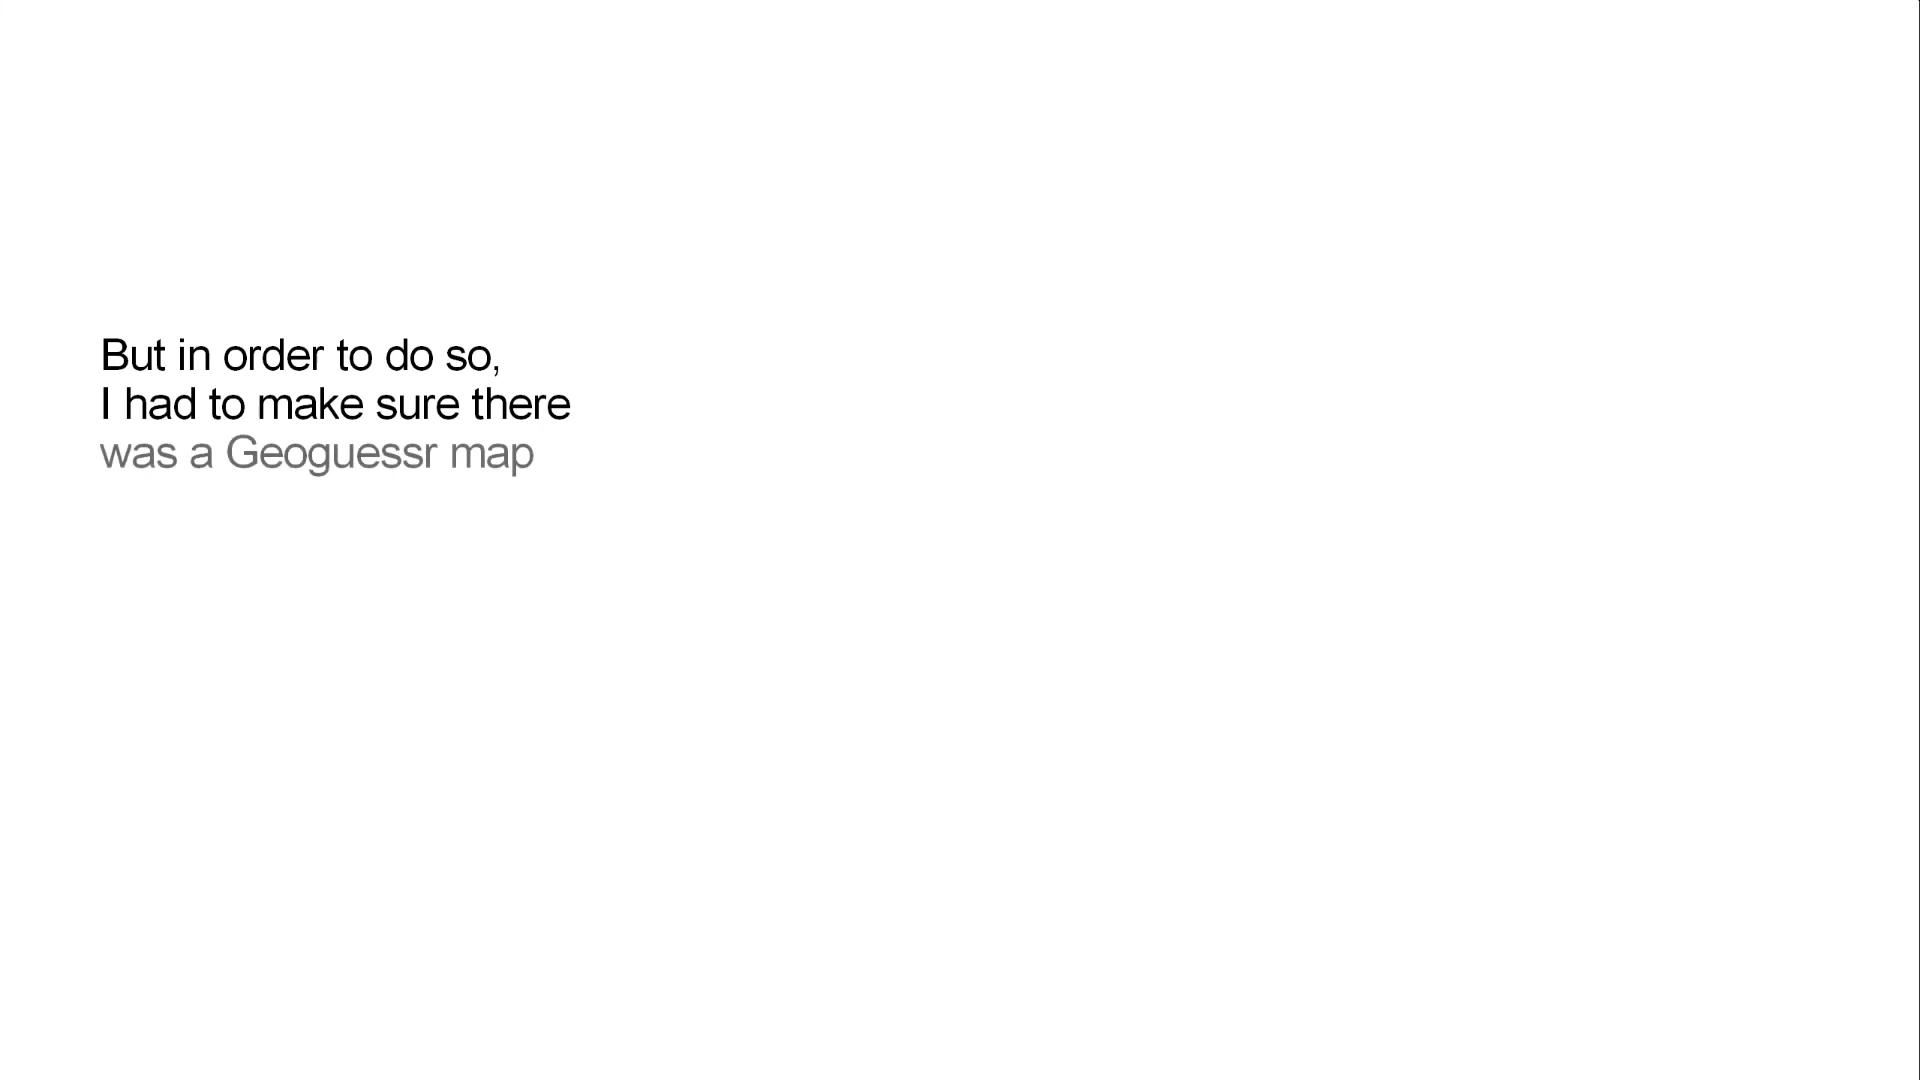 But in order to do so,
I had to make sure there
was a Geoguessr map